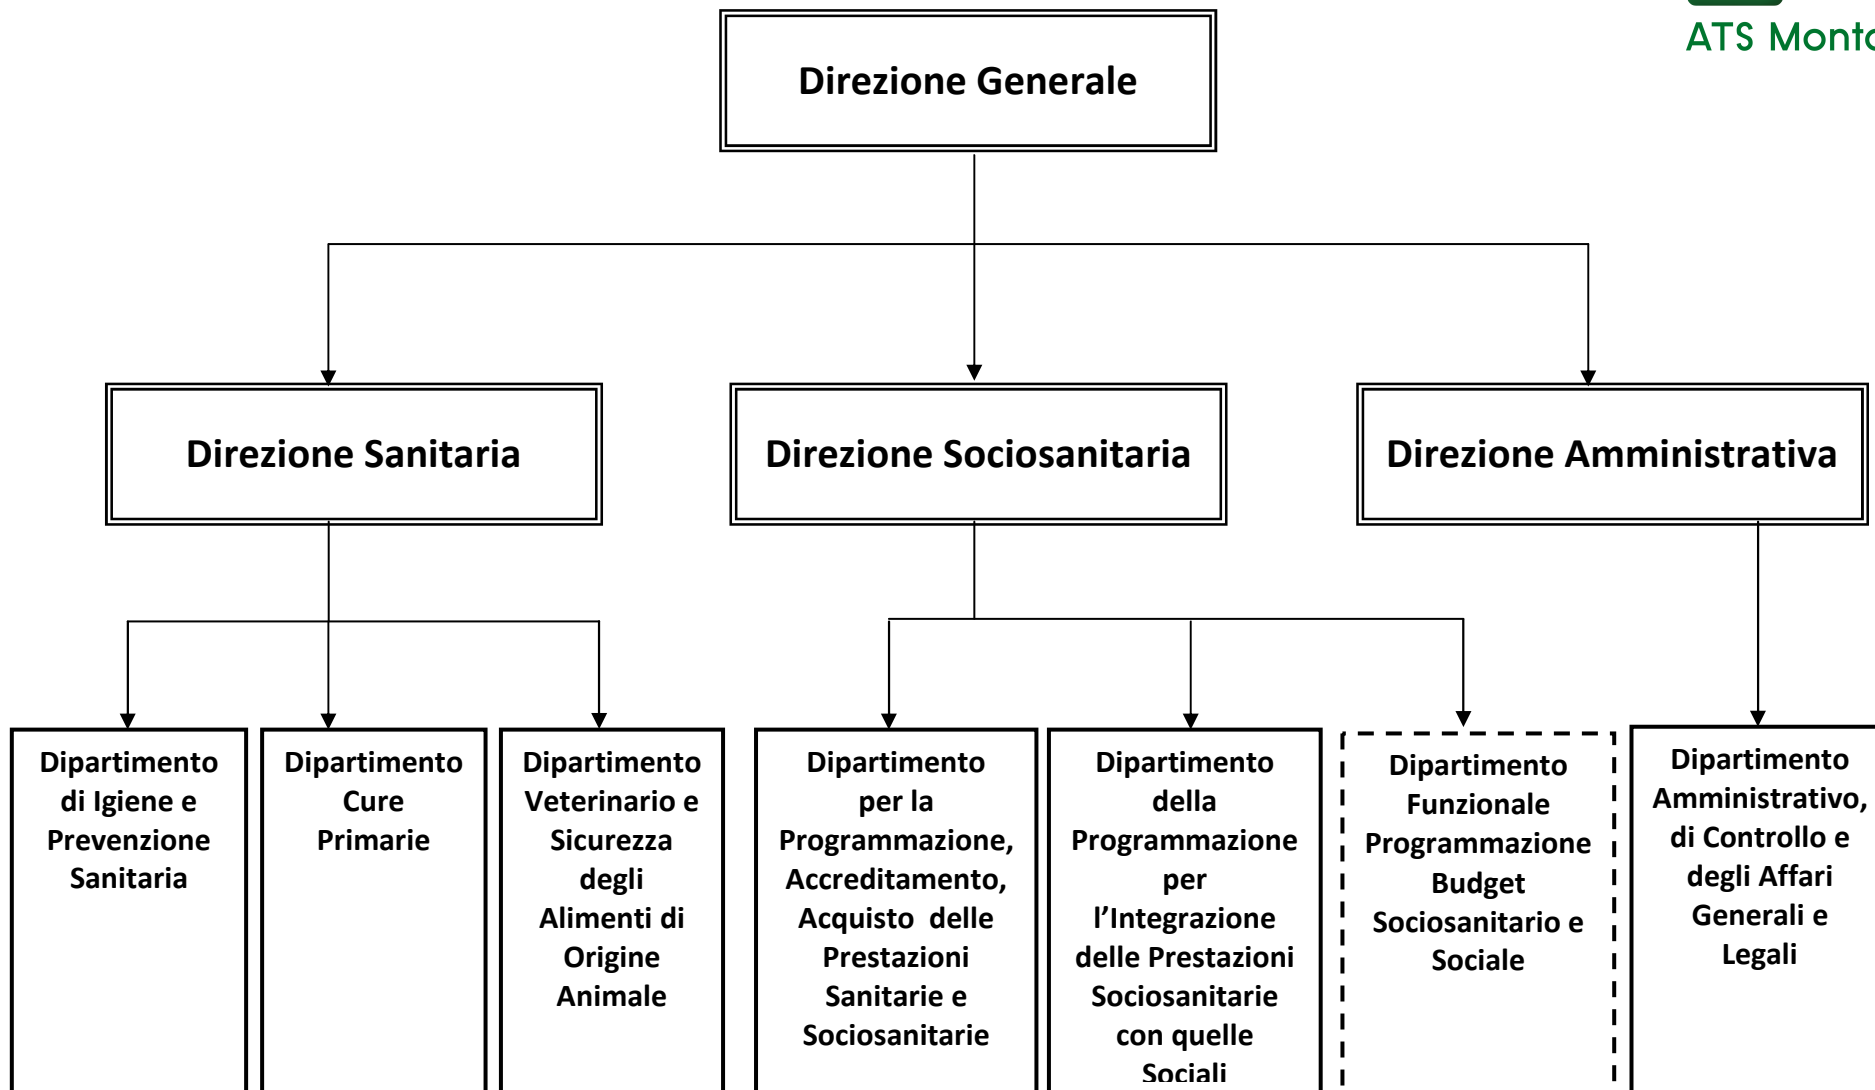 ATS
Direzione Generale
Direzione Sanitaria
Direzione Sociosanitaria
Direzione Amministrativa
Dipartimento
di Igiene e
Prevenzione
Sanitaria
Dipartimento
Cure
Primarie
Dipartimento
Veterinario e
Sicurezza
degli
Alimenti di
Origine
Animale
Dipartimento
per la
Programmazione,
Accreditamento,
Acquisto delle
Prestazioni
Sanitarie e
Sociosanitarie
Dipartimento
della
Programmazione
per
l’Integrazione
delle Prestazioni
Sociosanitarie
con quelle
Sociali
Dipartimento
Funzionale
Programmazione
Budget
Sociosanitario e
Sociale
Dipartimento
Amministrativo,
di Controllo e
degli Affari
Generali e
Legali